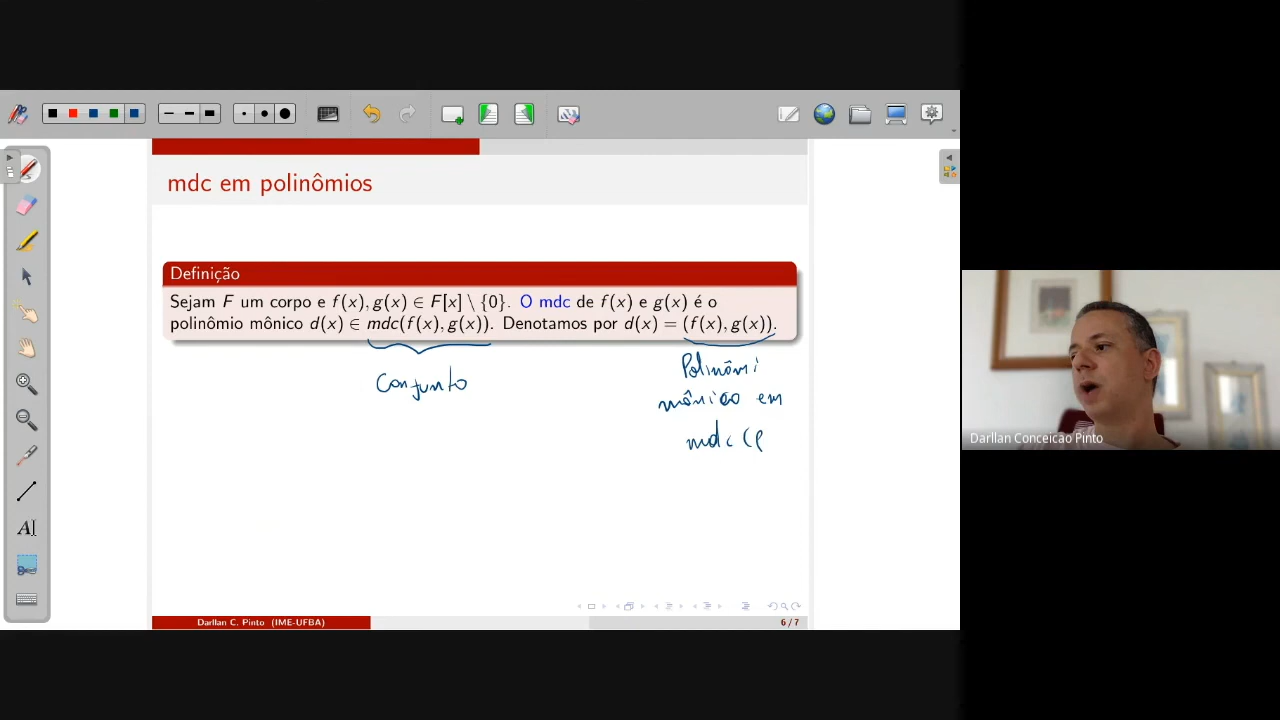 mdc em polinômios
Definição
Sejam F um corpo e f(x), g(x) ∈ F[x] \ {0}. O mdc de f(x) e g(x) é o
polinômio mônico d(x) ∈ mdc(f(x), g(x)). Denotamos por d(x) = (f(x), g(x)).
Conjunto
Polinômi
mônico em
mdc (f
Darllan Conceicao Pinto
Darllan C. Pinto (IME-UFBA)
6 / 7